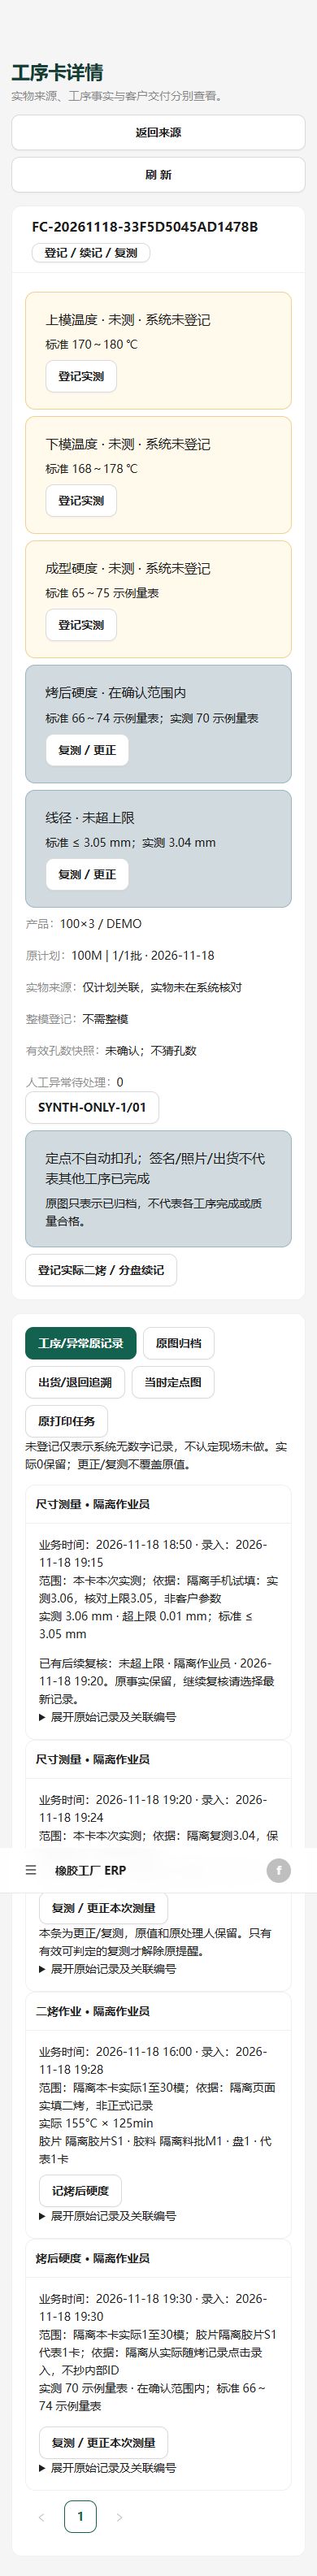 工序卡详情
实物来源、工序事实与客户交付分别查看。
返回来源
刷 新
FC-20261118-33F5D5045AD1478B
登记 / 续记 / 复测
上模温度 · 未测 · 系统未登记
标准 170～180 ℃
登记实测
下模温度 · 未测 · 系统未登记
标准 168～178 ℃
登记实测
成型硬度 · 未测 · 系统未登记
标准 65～75 示例量表
登记实测
烤后硬度 · 在确认范围内
标准 66～74 示例量表；实测 70 示例量表
复测 / 更正
线径 · 未超上限
标准 ≤ 3.05 mm；实测 3.04 mm
复测 / 更正
产品：100×3 / DEMO
原计划：100M | 1/1批 · 2026-11-18
实物来源：仅计划关联，实物未在系统核对
整模登记：不需整模
有效孔数快照：未确认；不猜孔数
人工异常待处理：0
SYNTH-ONLY-1/01
定点不自动扣孔；签名/照片/出货不代
表其他工序已完成
原图只表示已归档，不代表各工序完成或质
量合格。
登记实际二烤 / 分盘续记
工序/异常原记录
原图归档
出货/退回追溯
当时定点图
原打印任务
未登记仅表示系统无数字记录，不认定现场未做。实
际0保留；更正/复测不覆盖原值。
尺寸测量 • 隔离作业员
业务时间：2026-11-18 18:50 · 录入：2026-
11-18 19:15
范围：本卡本次实测；依据：隔离手机试填：实
测3.06，核对上限3.05，非客户参数
实测 3.06 mm · 超上限 0.01 mm；标准 ≤
3.05 mm
已有后续复核：未超上限 · 隔离作业员 · 2026-
11-18 19:20。原事实保留，继续复核请选择最
新记录。
▶ 展开原始记录及关联编号
尺寸测量 • 隔离作业员
业务时间：2026-11-18 19:20 · 录入：2026-
11-18 19:24
范围：本卡本次实测；依据：隔离复测3.04，保
☰ 橡胶工厂 ERP f
复测 / 更正本次测量
本条为更正/复测，原值和原处理人保留。只有
有效可判定的复测才解除原提醒。
▶ 展开原始记录及关联编号
二烤作业 • 隔离作业员
业务时间：2026-11-18 16:00 · 录入：2026-
11-18 19:28
范围：隔离本卡实际1至30模；依据：隔离页面
实填二烤，非正式记录
实际 155°C × 125min
胶片 隔离胶片S1 · 胶料 隔离料批M1 · 盘1 · 代
表1卡
记烤后硬度
▶ 展开原始记录及关联编号
烤后硬度 • 隔离作业员
业务时间：2026-11-18 19:30 · 录入：2026-
11-18 19:30
范围：隔离本卡实际1至30模；胶片隔离胶片S1
代表1卡；依据：隔离从实际随烤记录点击录
入，不抄内部ID
实测 70 示例量表 · 在确认范围内；标准 66～
74 示例量表
复测 / 更正本次测量
▶ 展开原始记录及关联编号
< 1 >